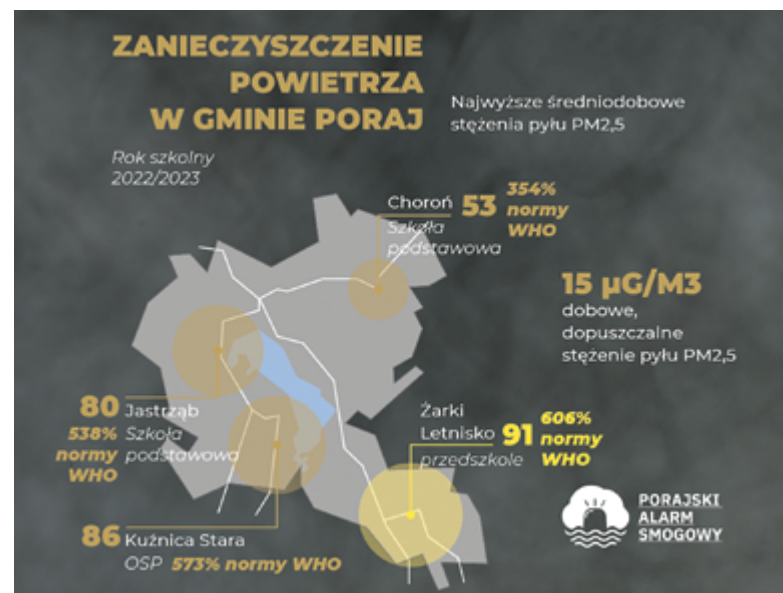 ZANIECZYSZCZENIE
POWIETRZA
W GMINIE PORAJ
Najwyższe średniodobowe
stężenia pyłu PM2,5
Rok szkolny
2022/2023
Choroń 53 354%
normy
WHO
Szkoła
podstawowa
15 µG/M3
dobowe,
dopuszczalne
stężenie pyłu PM2,5
80 Jastrząb
538% Szkoła
normy podstawowa
WHO
Żarki
Letnisko 91 606%
normy
WHO
przedszkole
86 Kuźnica Stara
OSP 573% normy WHO
PORAJSKI
ALARM
SMOGOWY